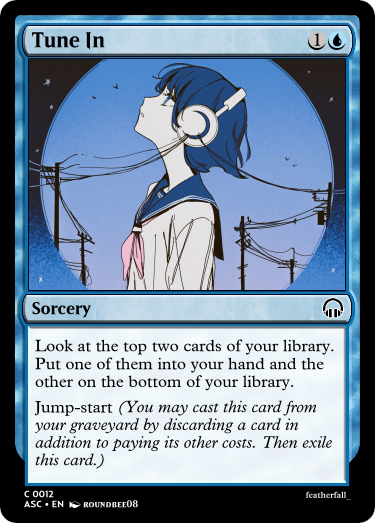 Tune In 1
Sorcery
Look at the top two cards of your library.
Put one of them into your hand and the
other on the bottom of your library.
Jump-start (You may cast this card from
your graveyard by discarding a card in
addition to paying its other costs. Then exile
this card.)
C 0012
ASC • EN ROUNDBEE08
featherfall_